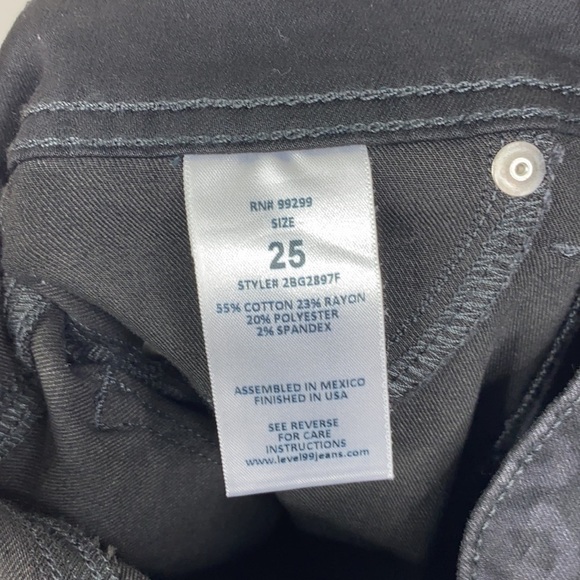 RN# 99299
SIZE
25
STYLE# 2BG2897F
55% COTTON 23% RAYON
20% POLYESTER
2% SPANDEX
ASSEMBLED IN MEXICO
FINISHED IN USA
SEE REVERSE
FOR CARE
INSTRUCTIONS
www.level99jeans.com